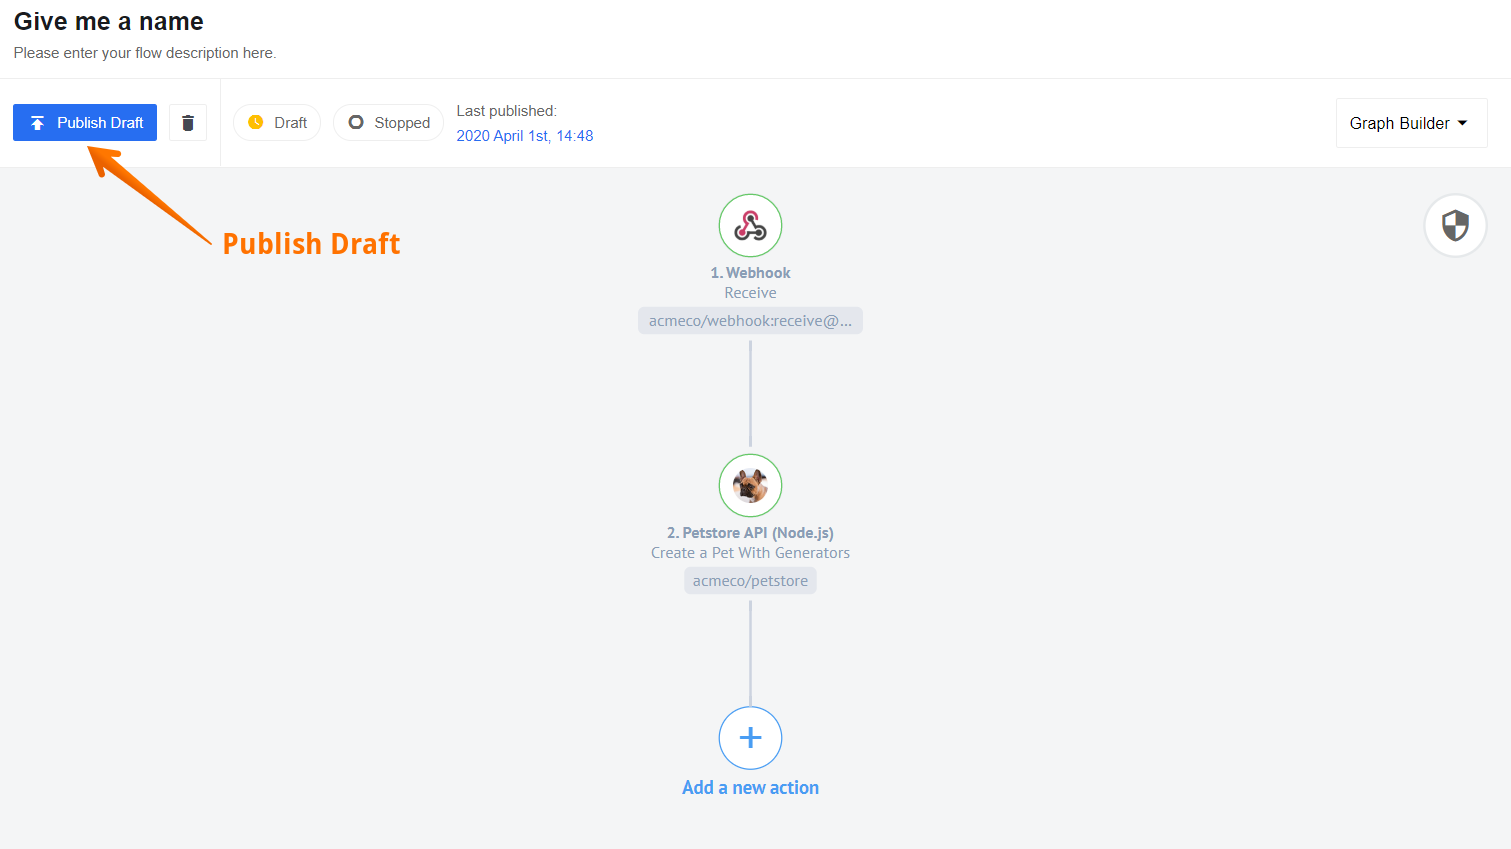 Give me a name
Please enter your flow description here.
Publish Draft
Draft
Stopped
Last published:
2020 April 1st, 14:48
Graph Builder
Publish Draft
1. Webhook
Receive
acmeco/webhook:receive@...
2. Petstore API (Node.js)
Create a Pet With Generators
acmeco/petstore
Add a new action